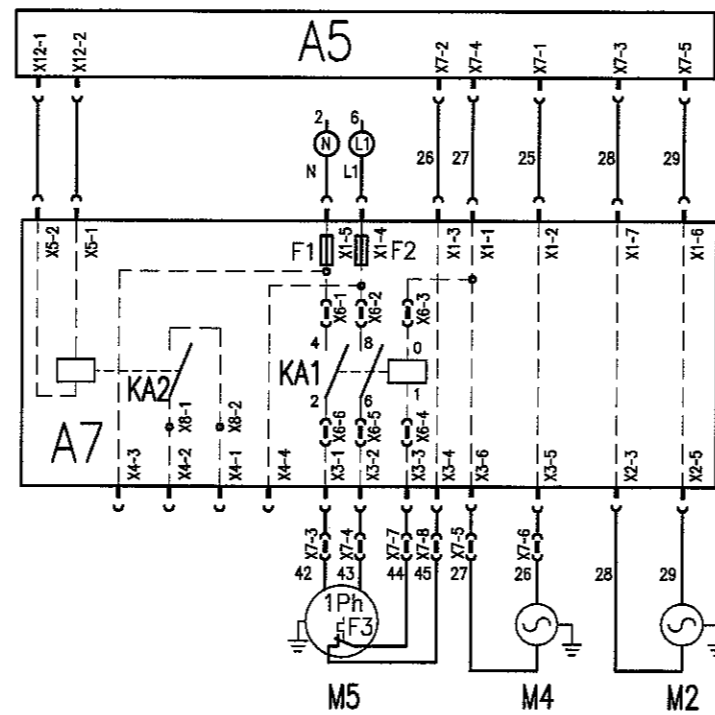 A5
X12-1 X12-2 X7-2 X7-4 X7-1 X7-3 X7-5
2 6
N L1
N L1 26 27 25 28 29
X5-2 X5-1 F1 X1-5 X1-4 F2 X1-3 X1-1 X1-2 X1-7 X1-6
X6-1 X6-2 X6-3
4 8 0
KA2 KA1
2 6 1
X8-1 X8-2 X6-6 X6-5 X6-4
A7
X4-3 X4-2 X4-1 X4-4 X3-1 X3-2 X3-3 X3-4 X3-6 X3-5 X2-3 X2-5
X7-3 X7-4 X7-7 X7-8 X7-5 X7-6
42 43 44 45 27 26 28 29
1Ph
F3
M5 M4 M2